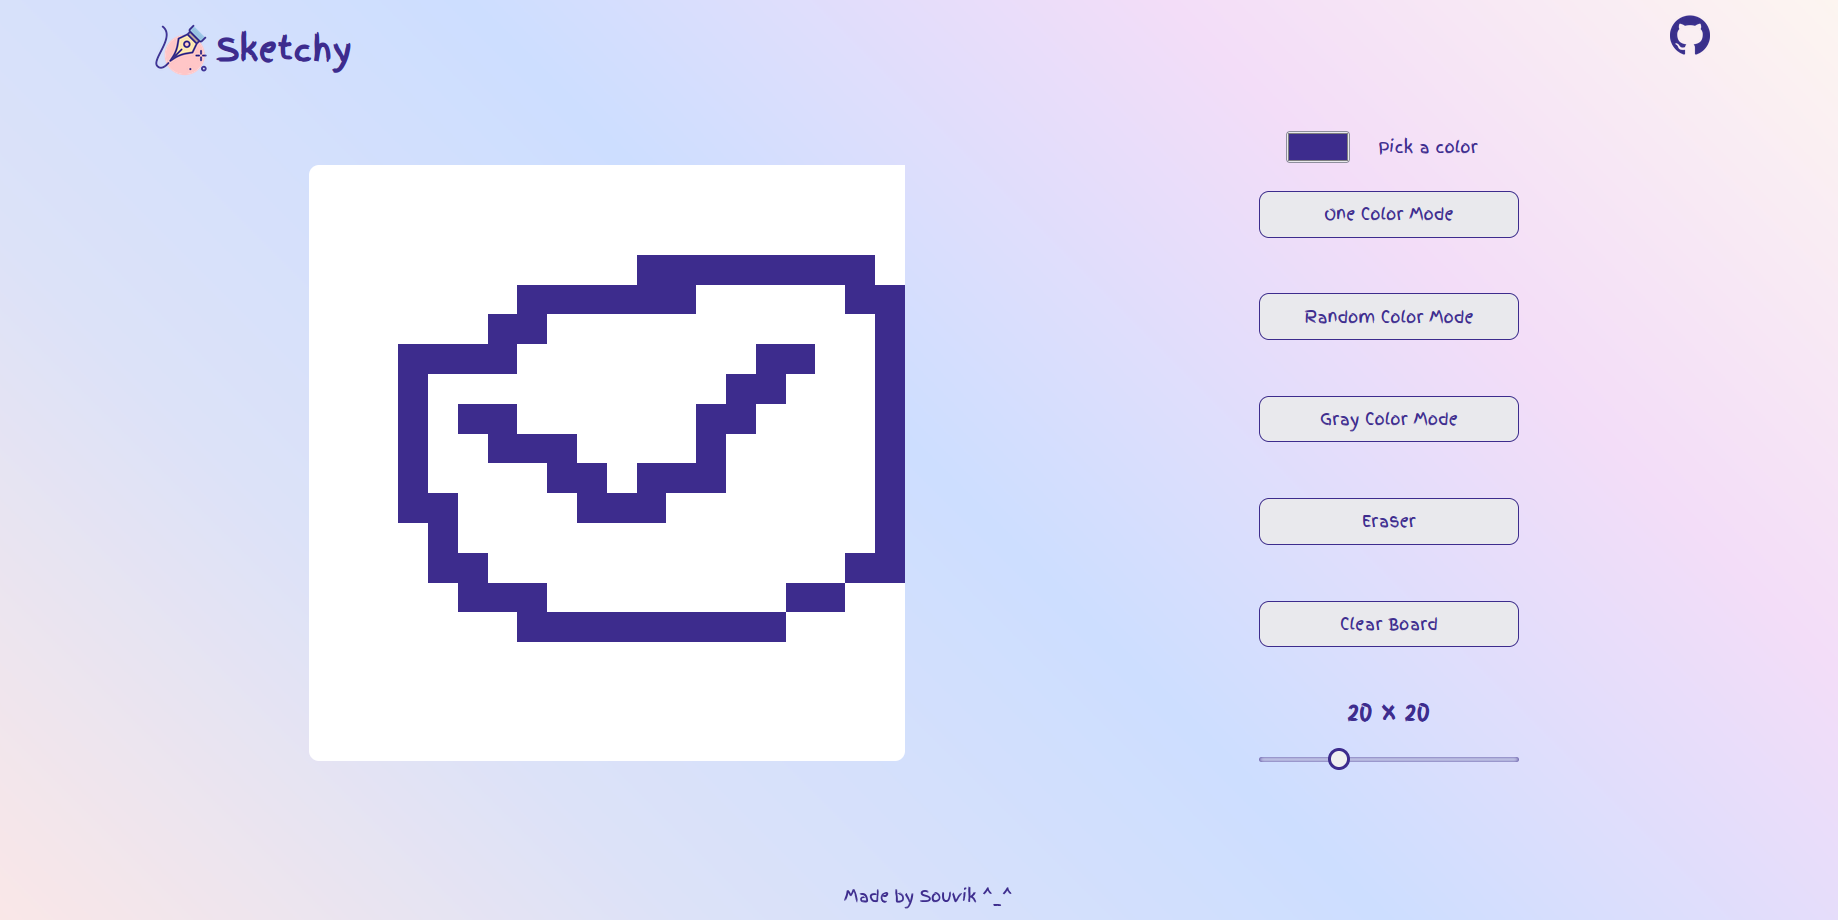 Sketchy
Pick a color
One Color Mode
Random Color Mode
Gray Color Mode
Eraser
Clear Board
20 X 20
Made by Souvik ^_^